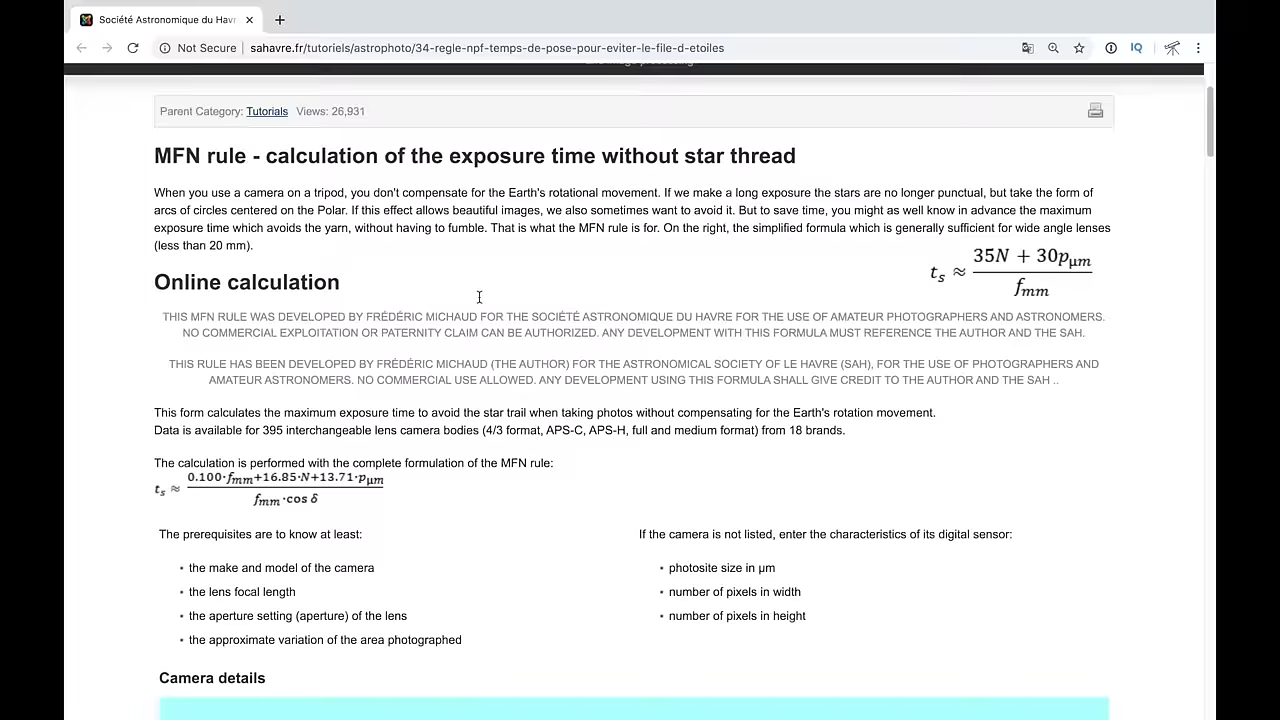 Société Astronomique du Havr
Not Secure | sahavre.fr/tutoriels/astrophoto/34-regle-npf-temps-de-pose-pour-eviter-le-file-d-etoiles
IQ
Parent Category: Tutorials Views: 26,931
MFN rule - calculation of the exposure time without star thread
When you use a camera on a tripod, you don't compensate for the Earth's rotational movement. If we make a long exposure the stars are no longer punctual, but take the form of
arcs of circles centered on the Polar. If this effect allows beautiful images, we also sometimes want to avoid it. But to save time, you might as well know in advance the maximum
exposure time which avoids the yarn, without having to fumble. That is what the MFN rule is for. On the right, the simplified formula which is generally sufficient for wide angle lenses
(less than 20 mm).
t_s ≈ (35N + 30p_μm) / f_mm
Online calculation
THIS MFN RULE WAS DEVELOPED BY FRÉDÉRIC MICHAUD FOR THE SOCIÉTÉ ASTRONOMIQUE DU HAVRE FOR THE USE OF AMATEUR PHOTOGRAPHERS AND ASTRONOMERS.
NO COMMERCIAL EXPLOITATION OR PATERNITY CLAIM CAN BE AUTHORIZED. ANY DEVELOPMENT WITH THIS FORMULA MUST REFERENCE THE AUTHOR AND THE SAH.
THIS RULE HAS BEEN DEVELOPED BY FRÉDÉRIC MICHAUD (THE AUTHOR) FOR THE ASTRONOMICAL SOCIETY OF LE HAVRE (SAH), FOR THE USE OF PHOTOGRAPHERS AND
AMATEUR ASTRONOMERS. NO COMMERCIAL USE ALLOWED. ANY DEVELOPMENT USING THIS FORMULA SHALL GIVE CREDIT TO THE AUTHOR AND THE SAH ..
This form calculates the maximum exposure time to avoid the star trail when taking photos without compensating for the Earth's rotation movement.
Data is available for 395 interchangeable lens camera bodies (4/3 format, APS-C, APS-H, full and medium format) from 18 brands.
The calculation is performed with the complete formulation of the MFN rule:
t_s ≈ (0.100·f_mm+16.85·N+13.71·p_μm) / (f_mm·cos δ)
The prerequisites are to know at least:
• the make and model of the camera
• the lens focal length
• the aperture setting (aperture) of the lens
• the approximate variation of the area photographed
If the camera is not listed, enter the characteristics of its digital sensor:
• photosite size in μm
• number of pixels in width
• number of pixels in height
Camera details